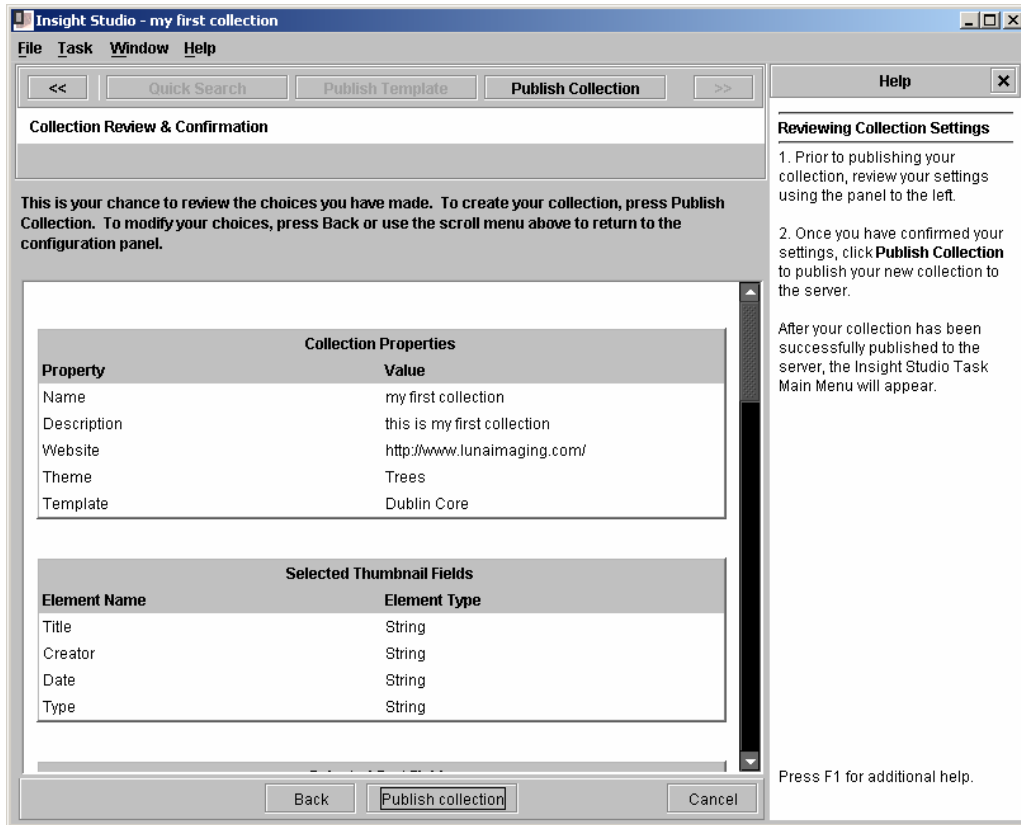 Insight Studio - my first collection
File Task Window Help
<< Quick Search Publish Template Publish Collection >>
Collection Review & Confirmation
This is your chance to review the choices you have made. To create your collection, press Publish
Collection. To modify your choices, press Back or use the scroll menu above to return to the
configuration panel.
Collection Properties
Property Value
Name my first collection
Description this is my first collection
Website http://www.lunaimaging.com/
Theme Trees
Template Dublin Core
Selected Thumbnail Fields
Element Name Element Type
Title String
Creator String
Date String
Type String
Back Publish collection Cancel
Help
Reviewing Collection Settings
1. Prior to publishing your
collection, review your settings
using the panel to the left.
2. Once you have confirmed your
settings, click Publish Collection
to publish your new collection to
the server.
After your collection has been
successfully published to the
server, the Insight Studio Task
Main Menu will appear.
Press F1 for additional help.